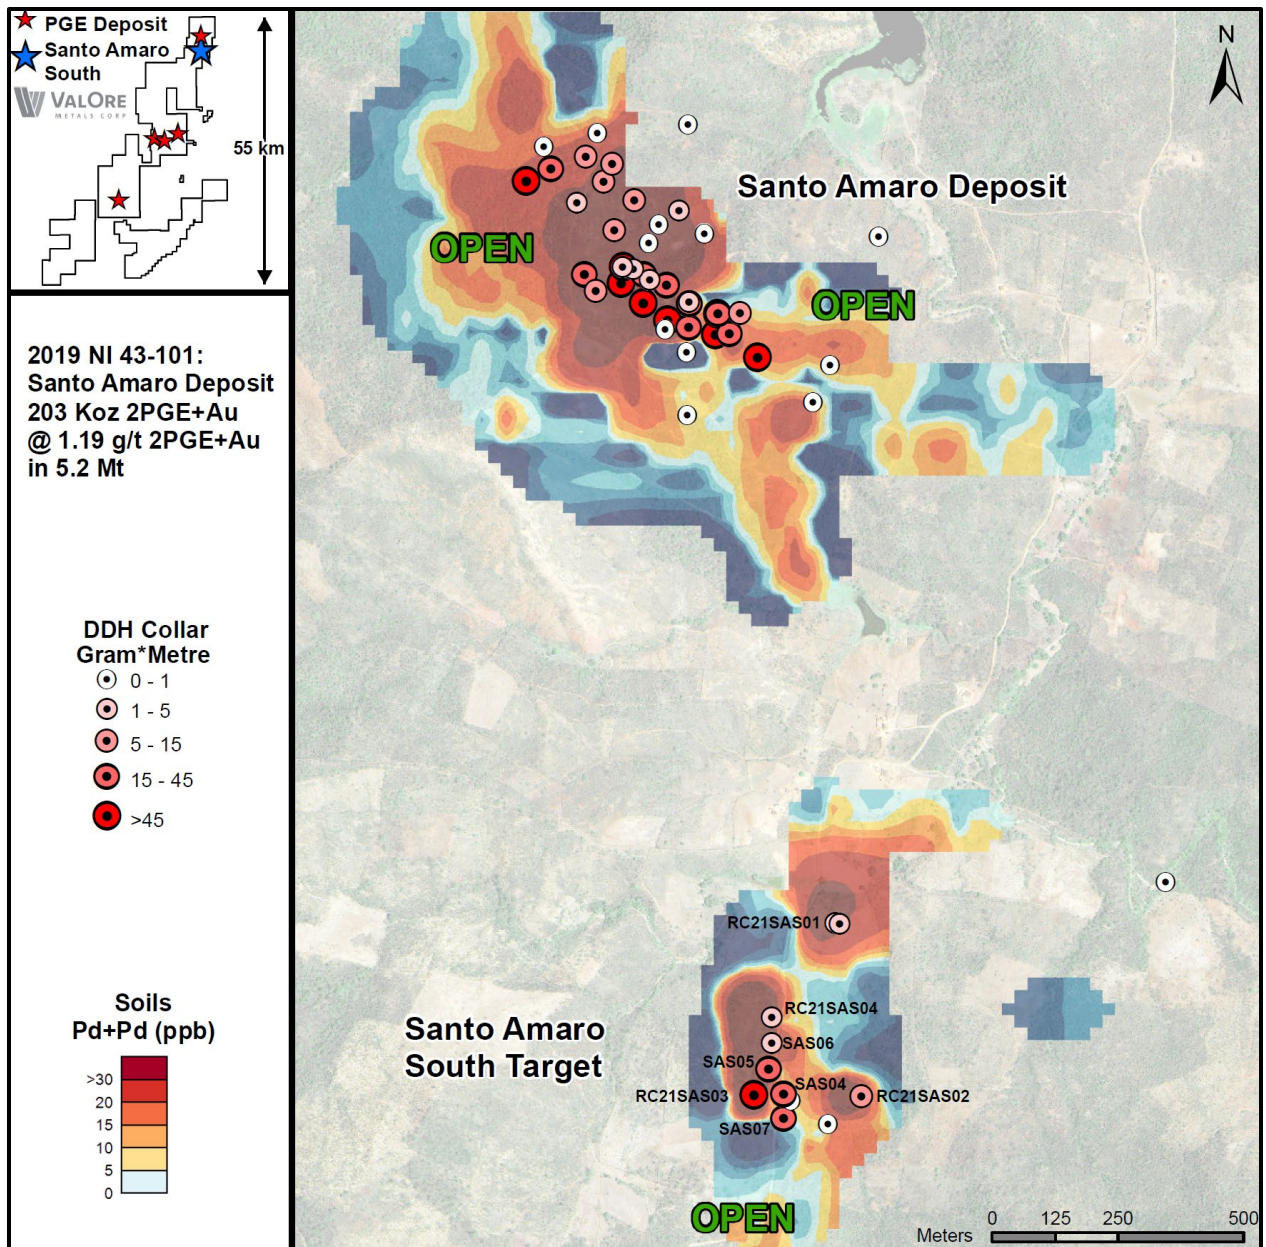 PGE Deposit
Santo Amaro
South
VALORE
METALS CORP
55 km
2019 NI 43-101:
Santo Amaro Deposit
203 Koz 2PGE+Au
@ 1.19 g/t 2PGE+Au
in 5.2 Mt
DDH Collar
Gram*Metre
0 - 1
1 - 5
5 - 15
15 - 45
>45
Soils
Pd+Pd (ppb)
>30
20
15
10
5
0
N
Santo Amaro Deposit
OPEN
OPEN
RC21SAS01
RC21SAS04
Santo Amaro
South Target
SAS06
SAS05
SAS04
RC21SAS03
RC21SAS02
SAS07
OPEN
Meters
0 125 250 500